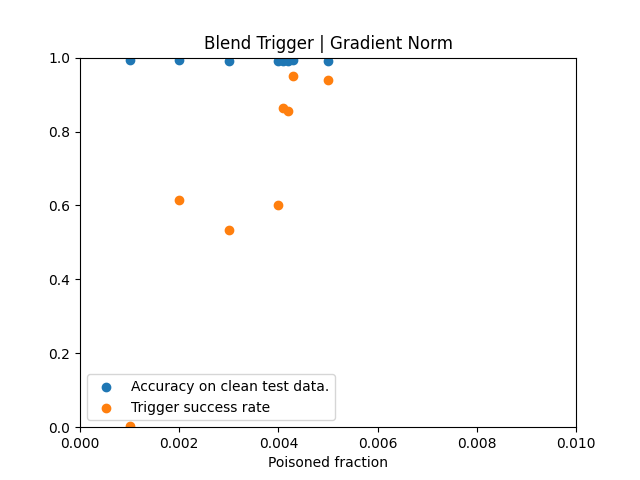 Blend Trigger | Gradient Norm
1.0
0.8
0.6
0.4
0.2
0.0
Accuracy on clean test data.
Trigger success rate
0.000 0.002 0.004 0.006 0.008 0.010
Poisoned fraction